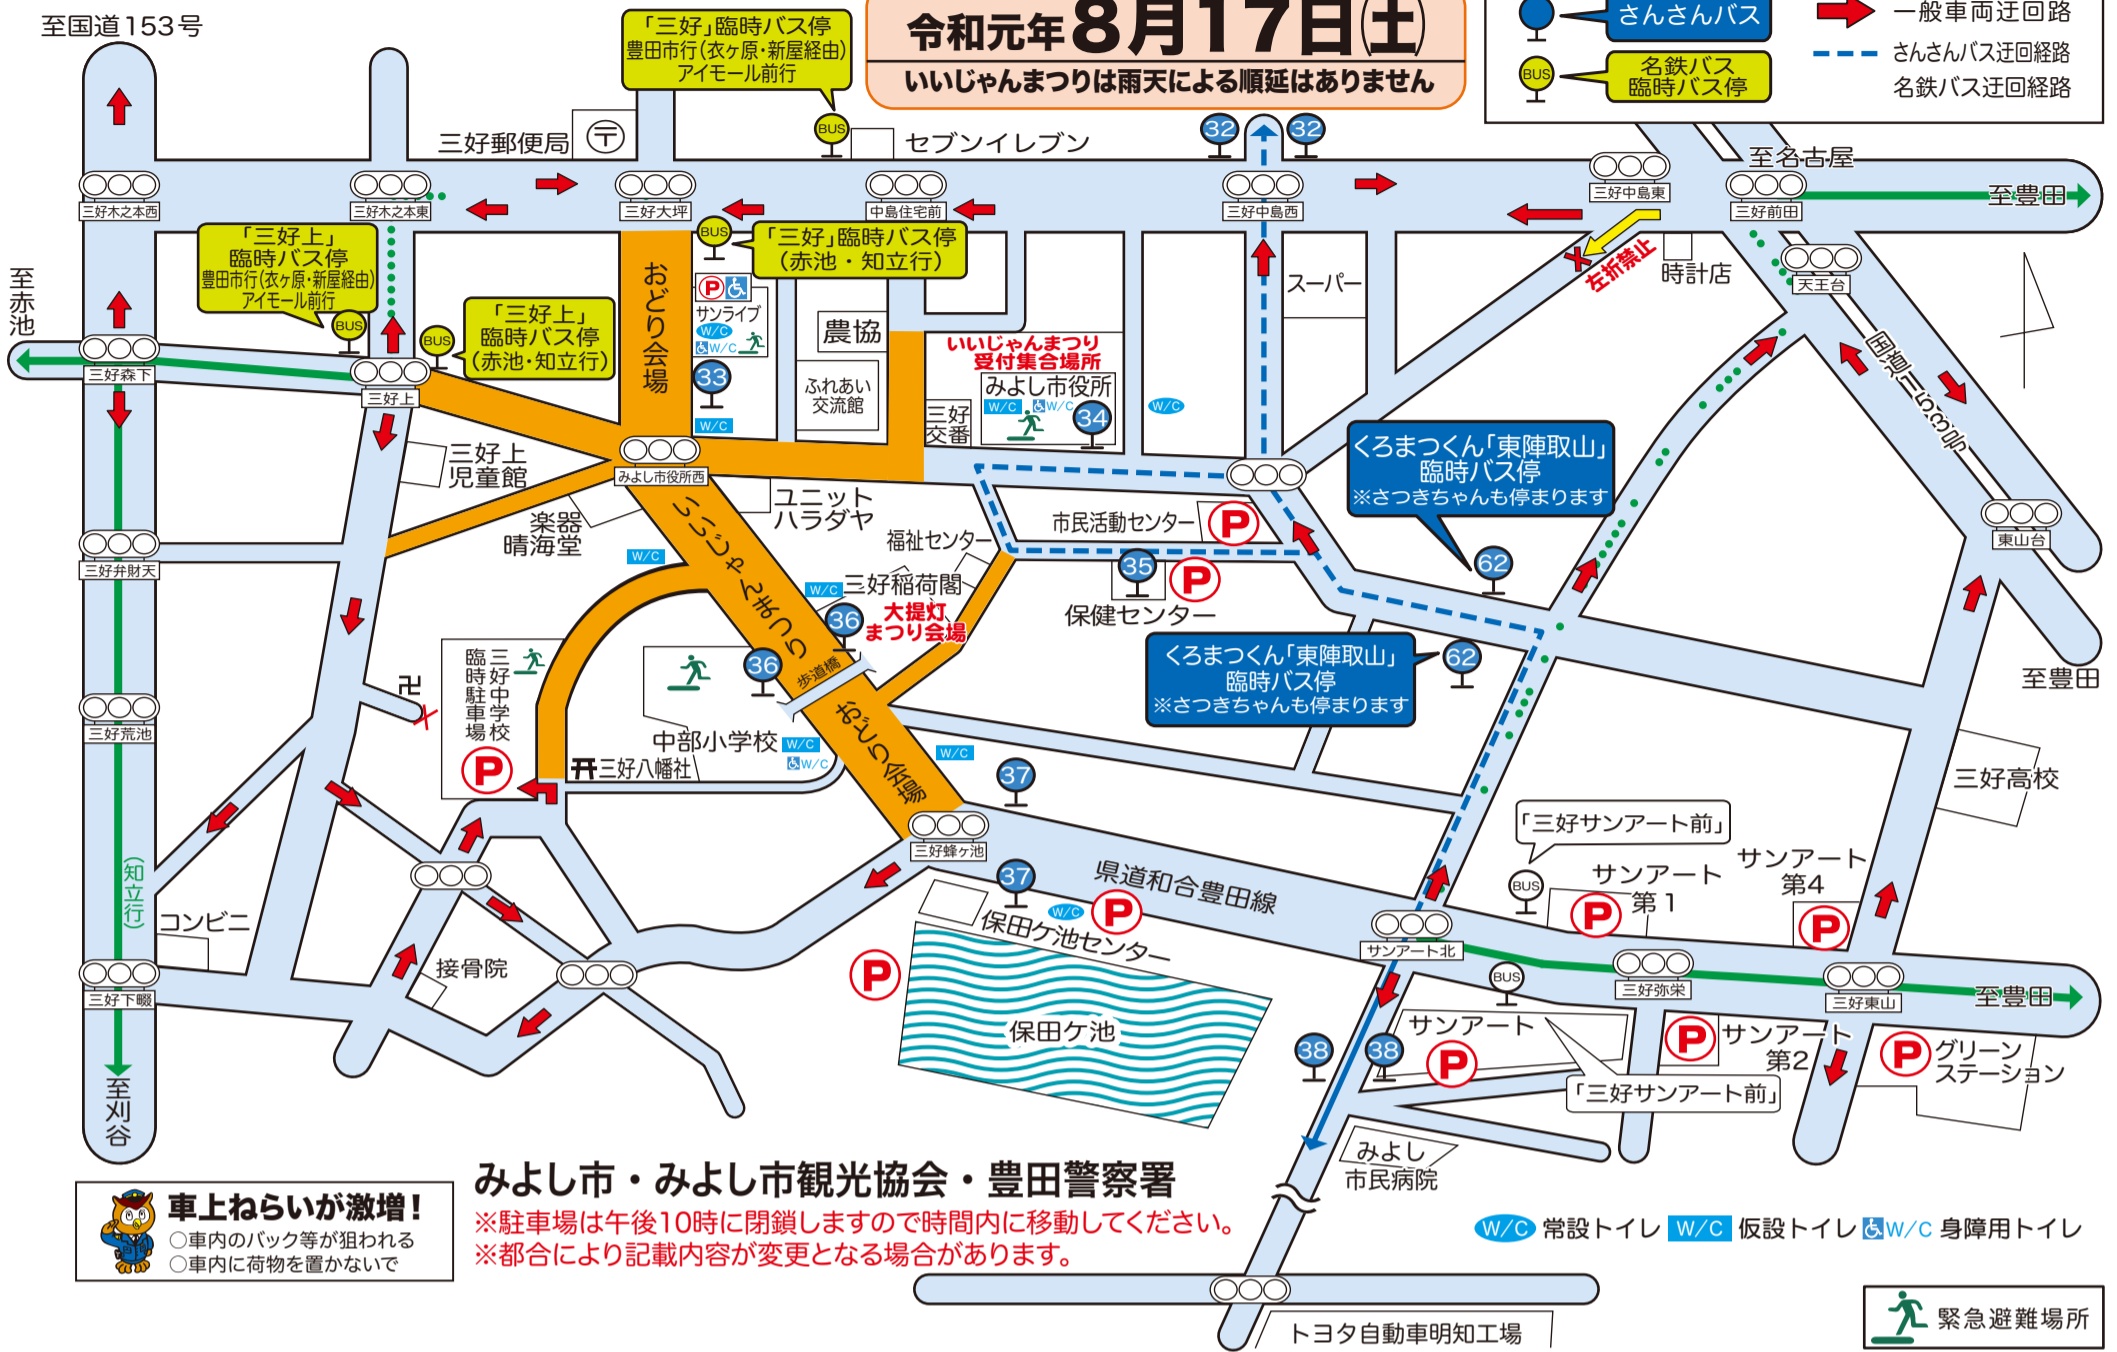 至国道153号
「三好」臨時バス停
豊田市行(衣ヶ原・新屋経由)
アイモール前行
令和元年8月17日(土)
いいじゃんまつりは雨天による順延はありません
さんさんバス
名鉄バス
臨時バス停
一般車両迂回路
さんさんバス迂回経路
名鉄バス迂回経路
三好郵便局
〒
BUS
セブンイレブン
32
32
至名古屋
至豊田
三好木之本西
三好木之本東
三好大坪
中島住宅前
三好中島西
三好中島東
三好前田
BUS
「三好上」
臨時バス停
豊田市行(衣ヶ原・新屋経由)
アイモール前行
BUS
「三好」臨時バス停
(赤池・知立行)
BUS
左折禁止
時計店
天王台
至赤池
BUS
「三好上」
臨時バス停
(赤池・知立行)
おどり会場
P
サンライブ
W/C
W/C
33
W/C
農協
ふれあい
交流館
いいじゃんまつり
受付集合場所
みよし市役所
W/C
W/C
34
三好
交番
W/C
スーパー
国道153号
三好森下
三好上
三好上
児童館
みよし市役所西
ユニット
ハラダヤ
楽器
晴海堂
くろまつくん「東陣取山」
臨時バス停
※さつきちゃんも停まります
62
東山台
至豊田
三好弁財天
W/C
いいじゃんまつり
福祉センター
市民活動センター
P
35
P
保健センター
W/C
三好稲荷閣
大提灯
まつり会場
36
36
歩道橋
くろまつくん「東陣取山」
臨時バス停
※さつきちゃんも停まります
62
三好中学校
臨時駐車場
P
卍
三好荒池
中部小学校
W/C
W/C
三好八幡社
おどり会場
W/C
37
三好蜂ヶ池
37
県道和合豊田線
三好高校
「三好サンアート前」
BUS
サンアート
第1
P
サンアート
第4
P
(知立行)
コンビニ
接骨院
保田ケ池センター
W/C
P
P
保田ケ池
サンアート北
BUS
三好弥栄
三好東山
至豊田
三好下畷
至刈谷
38
38
サンアート
P
「三好サンアート前」
P
サンアート
第2
P
グリーン
ステーション
みよし
市民病院
車上ねらいが激増!
○車内のバック等が狙われる
○車内に荷物を置かないで
みよし市・みよし市観光協会・豊田警察署
※駐車場は午後10時に閉鎖しますので時間内に移動してください。
※都合により記載内容が変更となる場合があります。
W/C 常設トイレ W/C 仮設トイレ W/C 身障用トイレ
トヨタ自動車明知工場
緊急避難場所